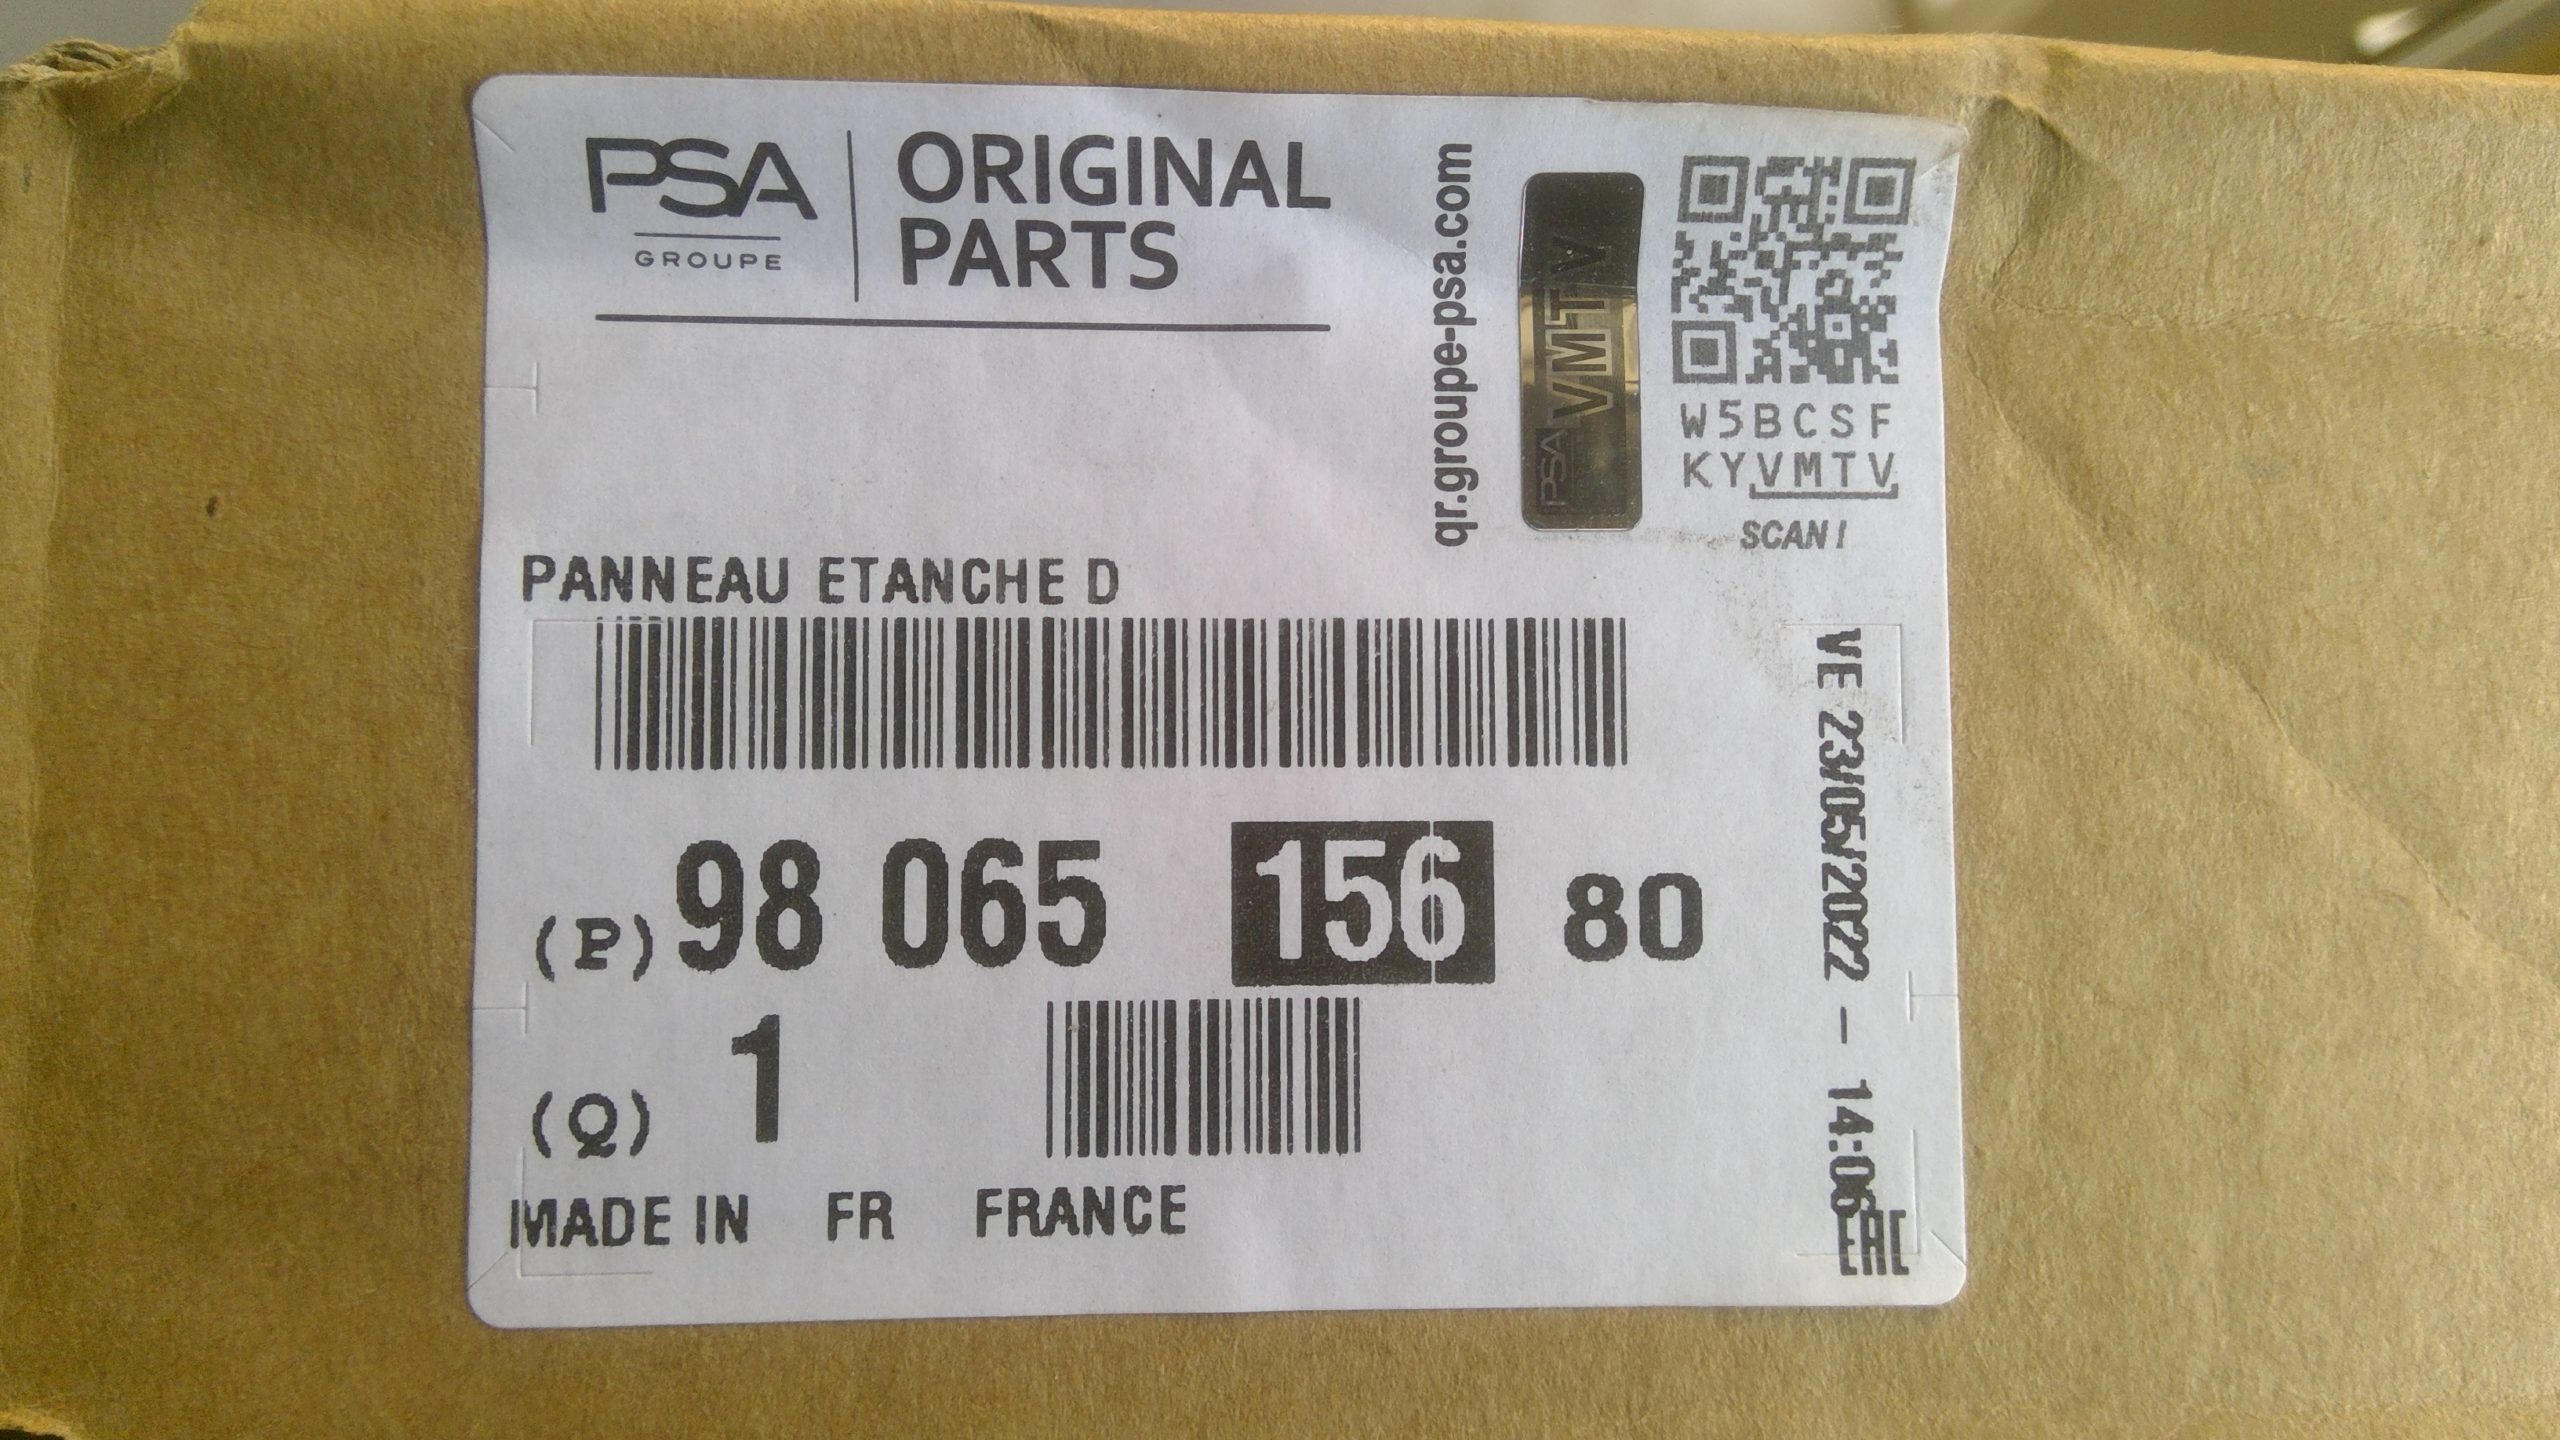 PSA
GROUPE
ORIGINAL
PARTS
qr.groupe-psa.com
PSA VMTV
W5BCSF
KYVMTV
SCAN!
PANNEAU ETANCHE D
(P) 98 065 156 80
(Q) 1
MADE IN FR FRANCE
VE 23/05/2022 - 14:06
EAC